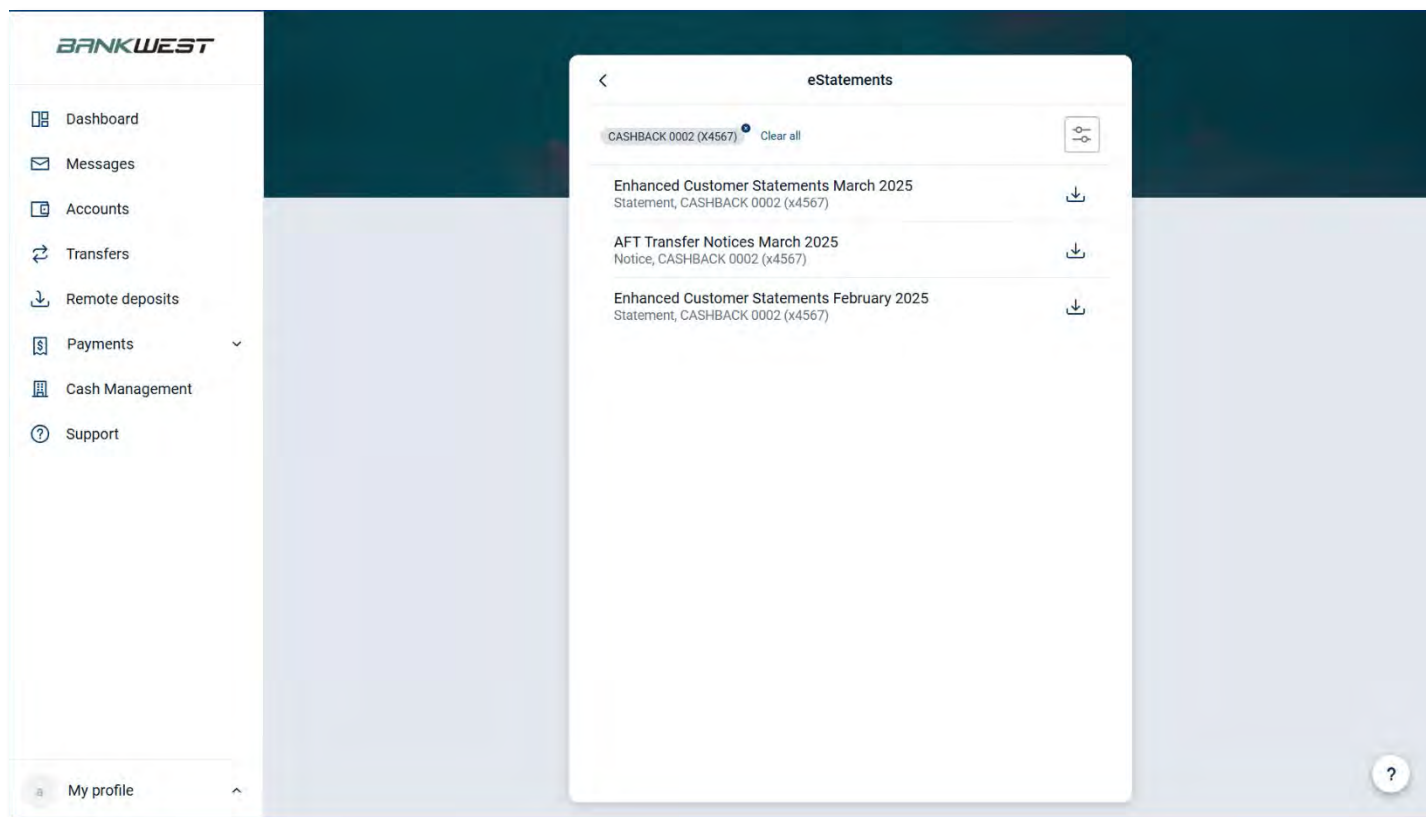 BANKWEST
Dashboard
Messages
Accounts
Transfers
Remote deposits
Payments
Cash Management
Support
a
My profile
eStatements
CASHBACK 0002 (X4567)
Clear all
Enhanced Customer Statements March 2025
Statement, CASHBACK 0002 (x4567)
AFT Transfer Notices March 2025
Notice, CASHBACK 0002 (x4567)
Enhanced Customer Statements February 2025
Statement, CASHBACK 0002 (x4567)
?